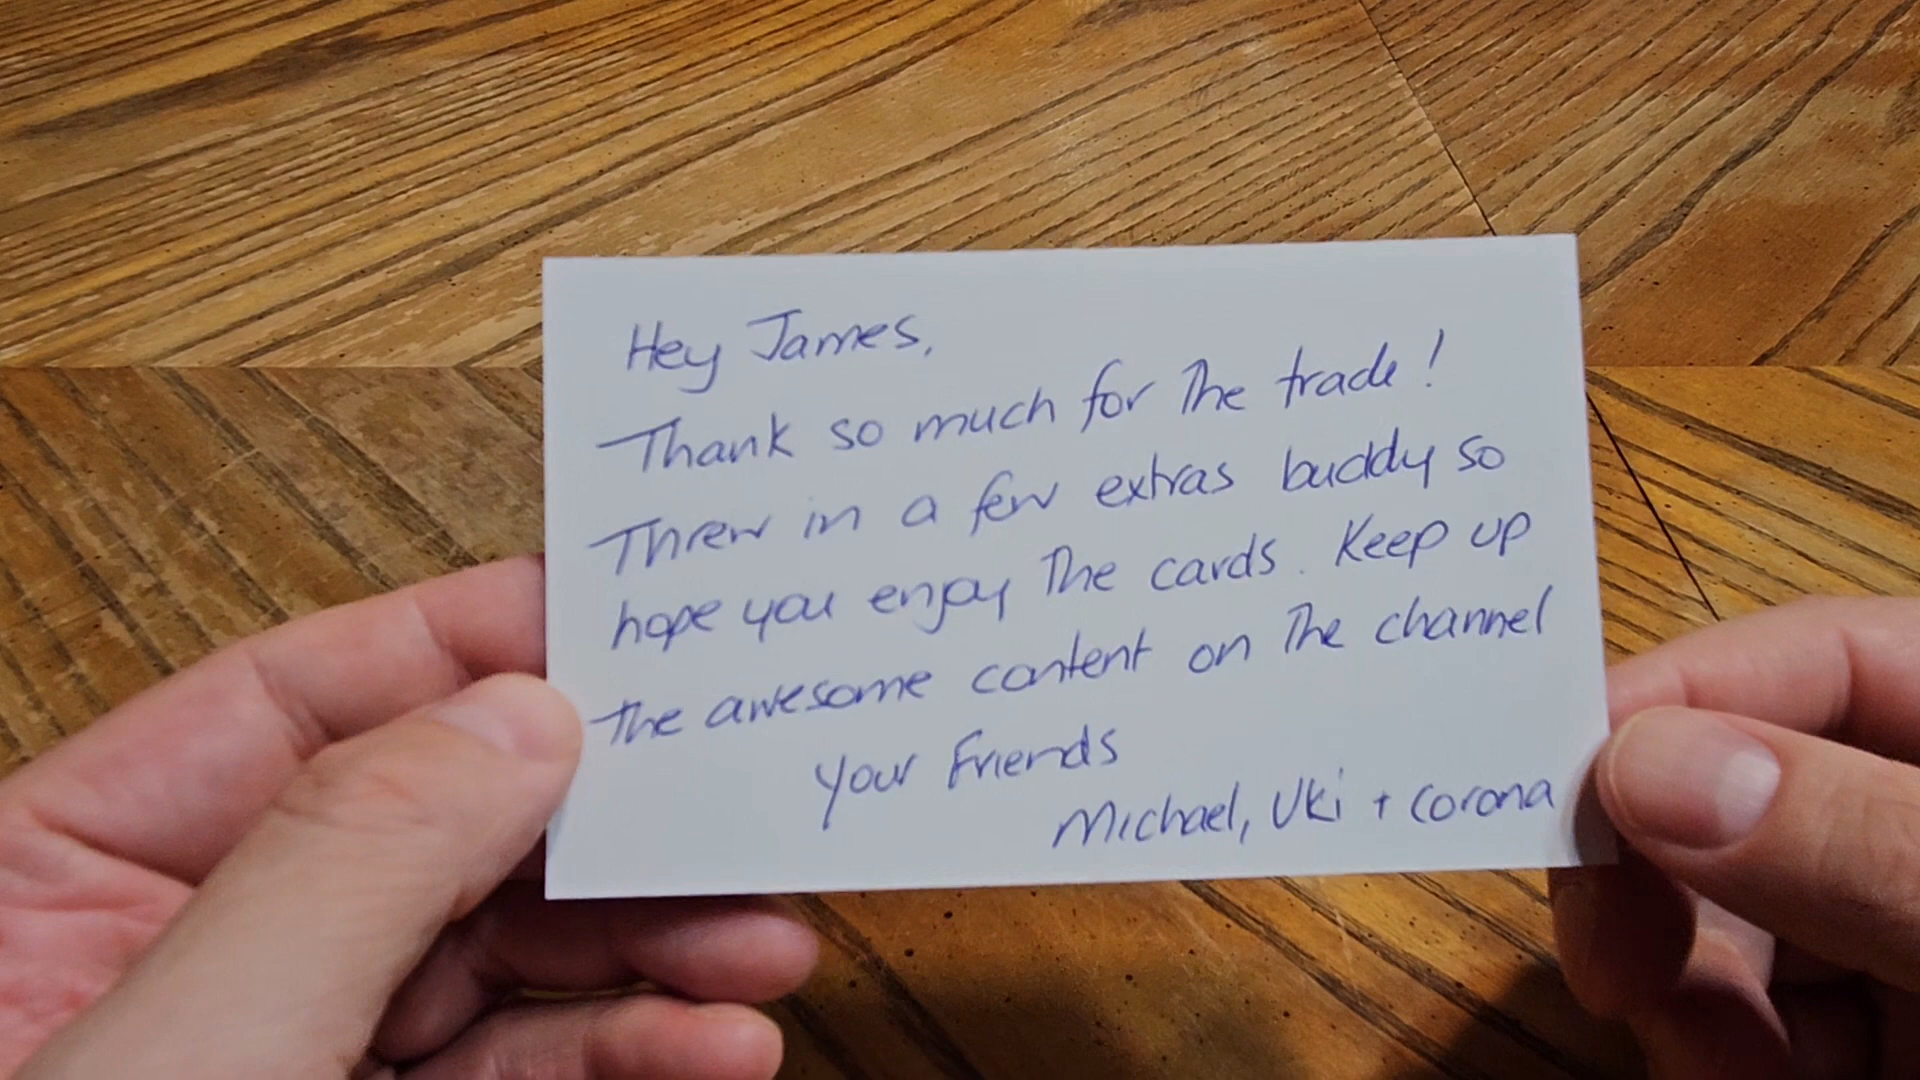 Hey James,
Thank so much for the trade!
Threw in a few extras buddy so
hope you enjoy the cards. Keep up
the awesome content on the channel
Your Friends
Michael, Uki + Corona